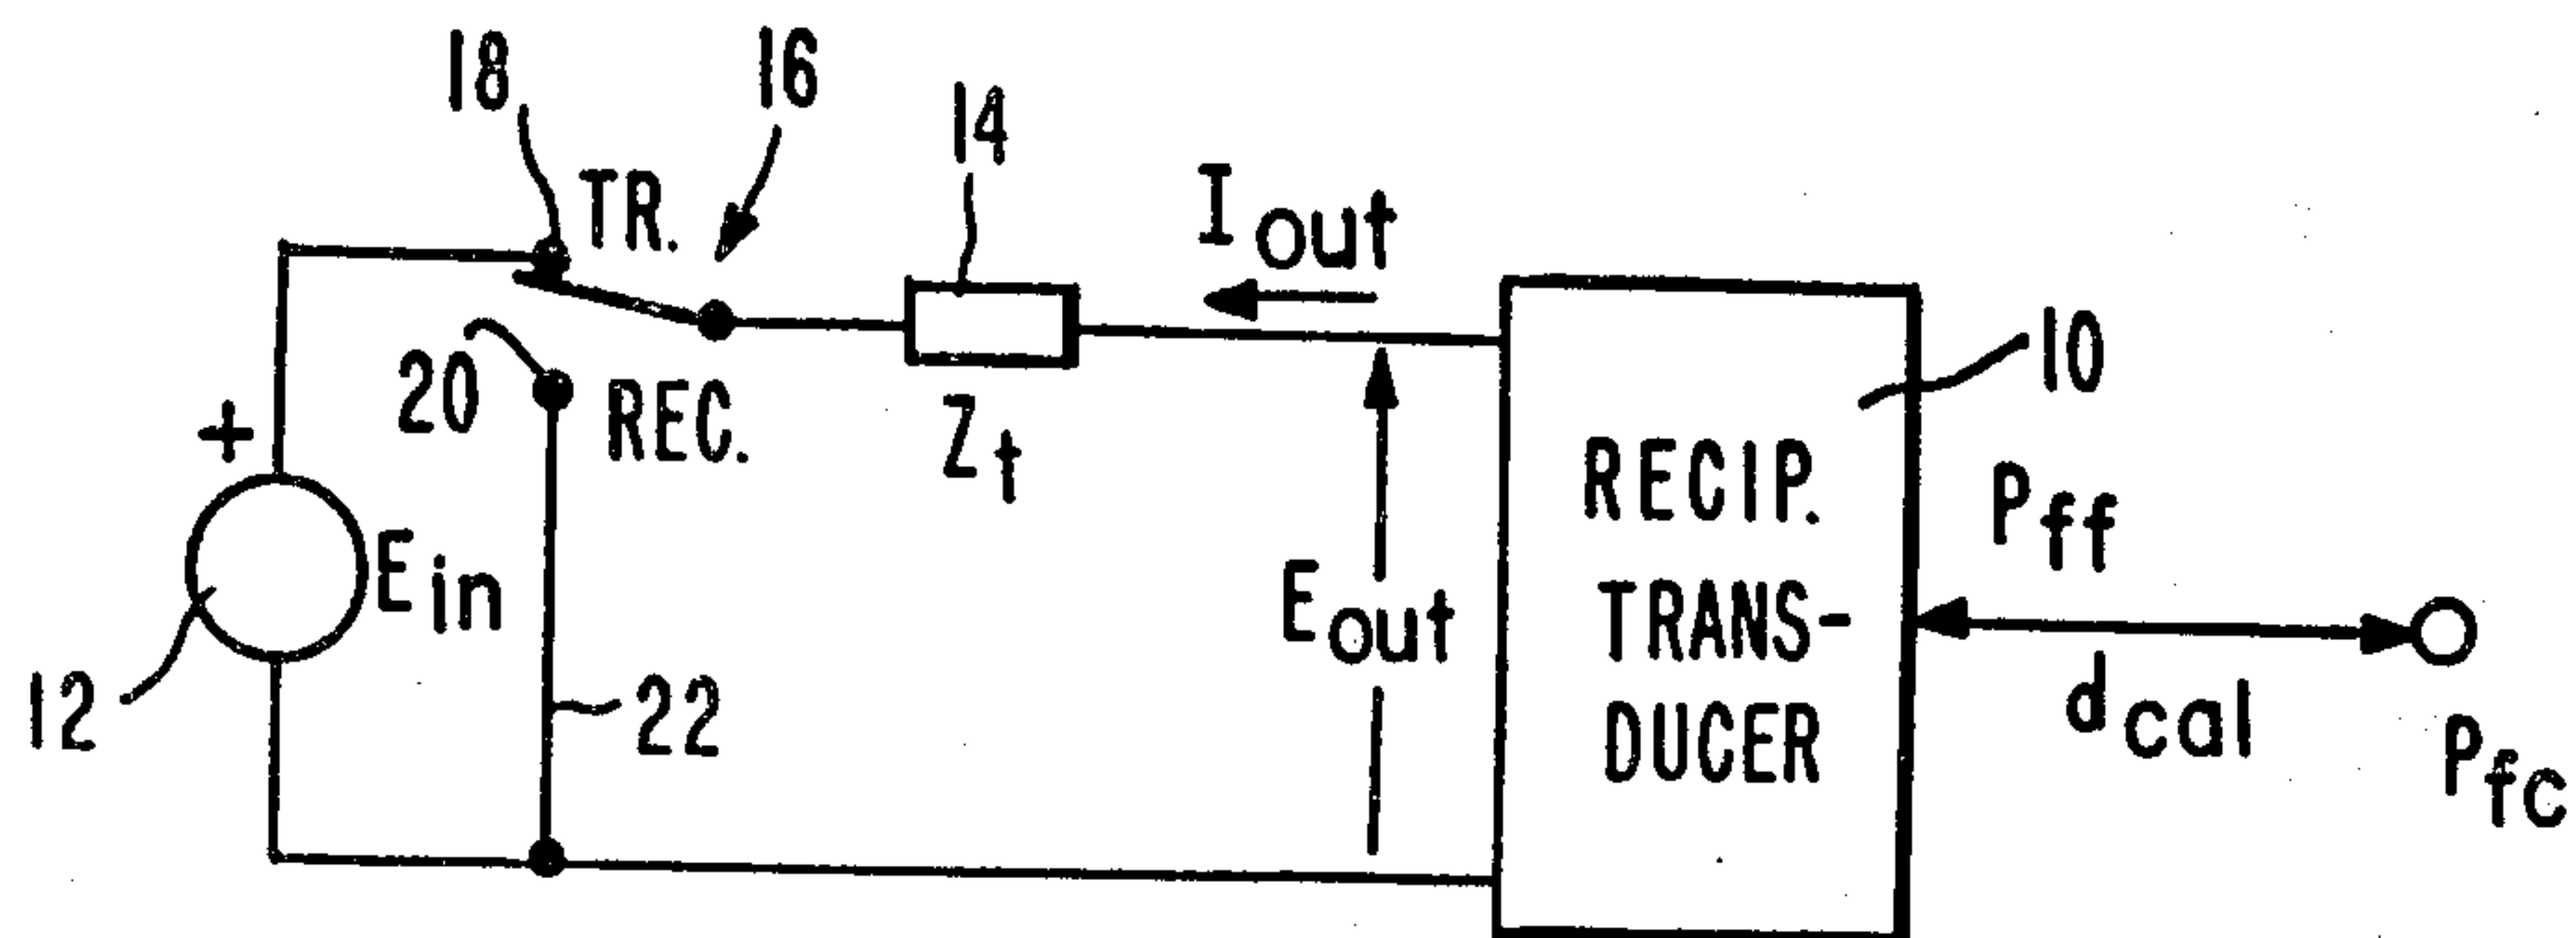 18
16
14
TR.
I out
10
20
REC.
Z t
+
E in
E out
RECIP.
TRANS-
DUCER
P ff
d cal
P fc
12
22